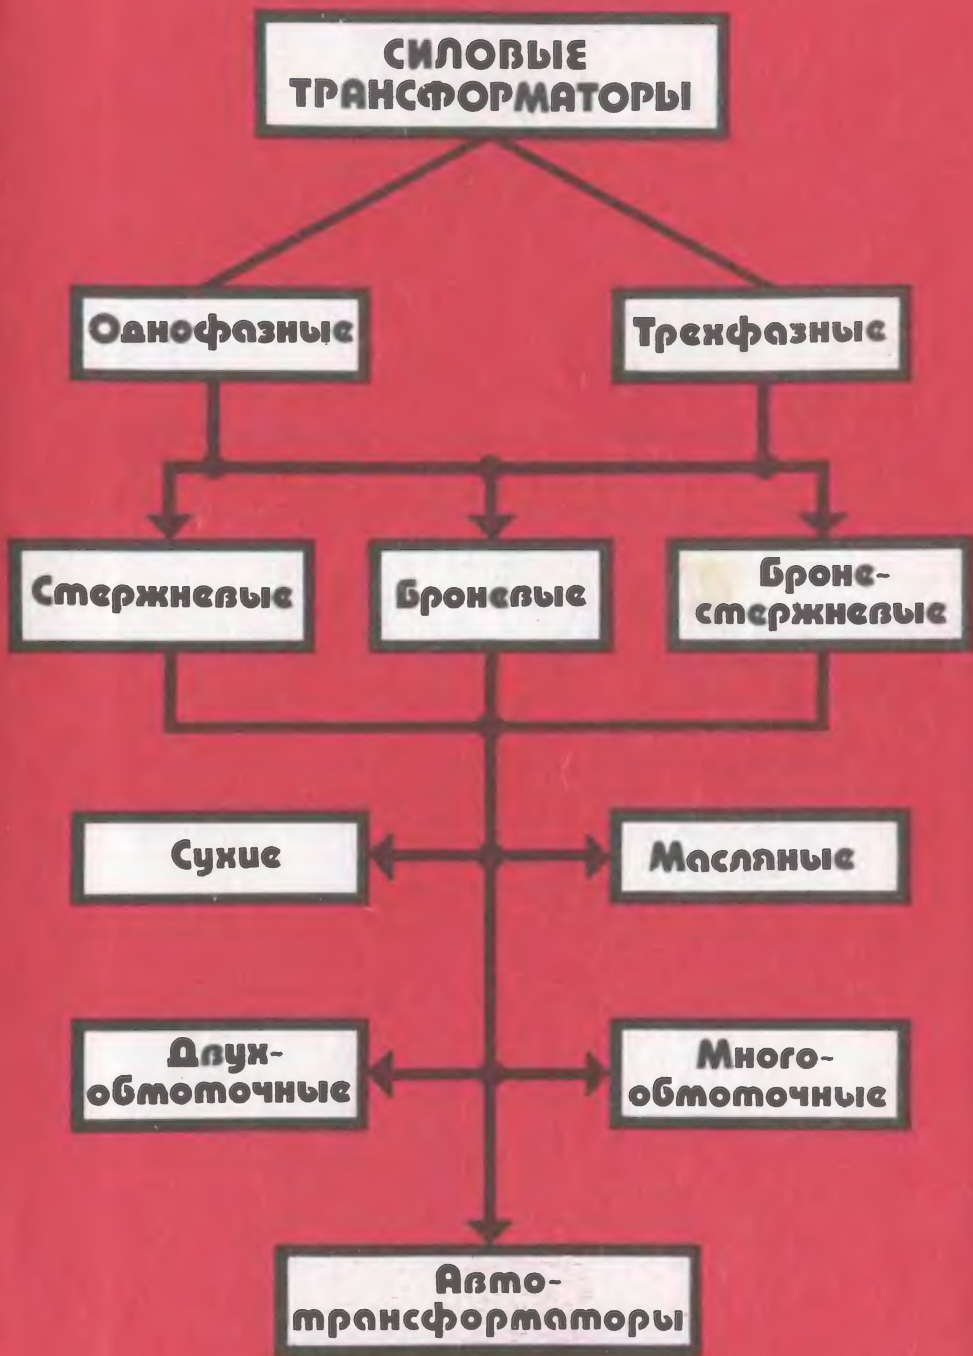 СИЛОВЫЕ
ТРАНСФОРМАТОРЫ
Однофазные
Трехфазные
Стержневые
Броневые
Броне-
стержневые
Сухие
Масляные
Двух-
обмоточные
Много-
обмоточные
Авто-
трансформаторы